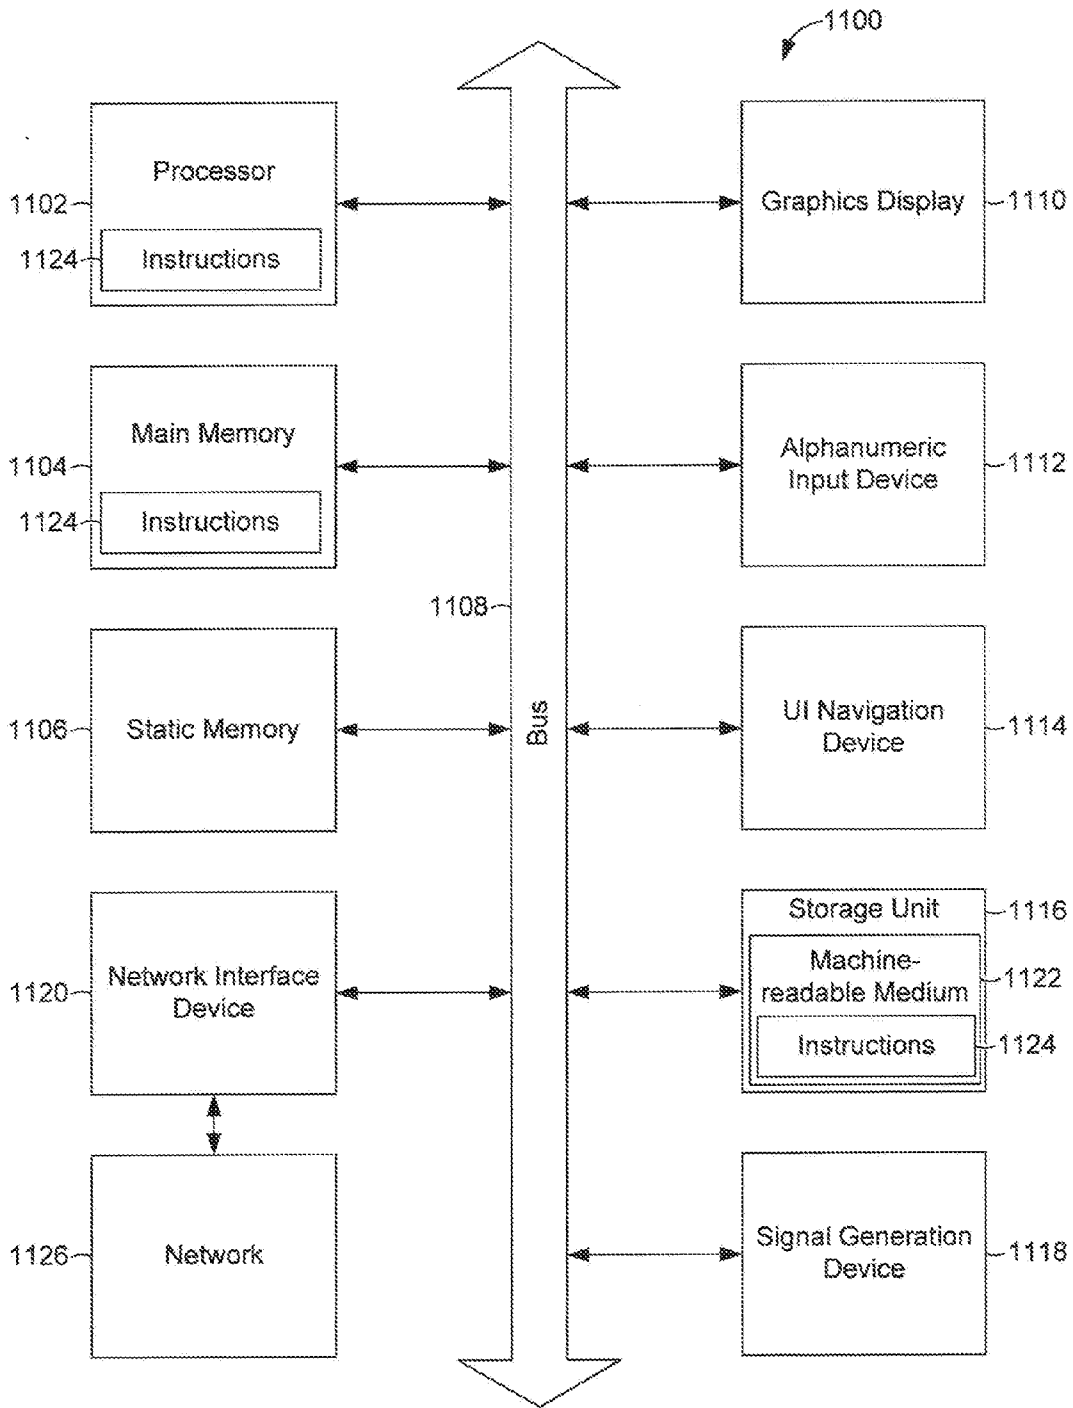 1100
Processor
1102
1124
Instructions
Main Memory
1104
1124
Instructions
1106
Static Memory
1120
Network Interface
Device
1126
Network
1108
Bus
Graphics Display
1110
Alphanumeric
Input Device
1112
UI Navigation
Device
1114
Storage Unit
1116
Machine-
readable Medium
1122
Instructions
1124
Signal Generation
Device
1118